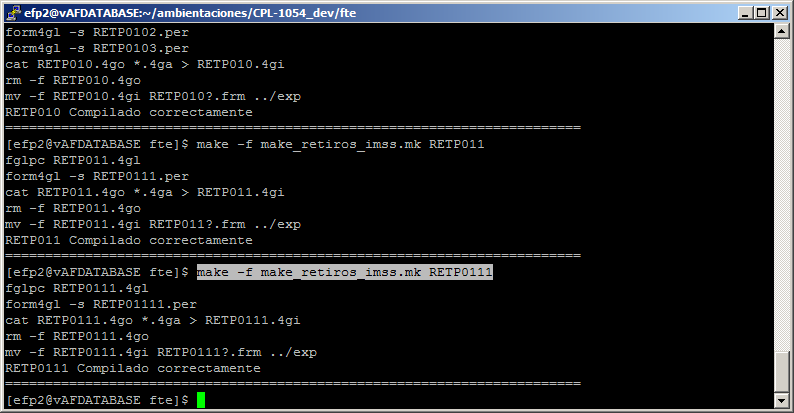 efp2@vAFDATABASE:~/ambientaciones/CPL-1054_dev/fte
form4gl -s RETP0102.per
form4gl -s RETP0103.per
cat RETP010.4go *.4ga > RETP010.4gi
rm -f RETP010.4go
mv -f RETP010.4gi RETP010?.frm ../exp
RETP010 Compilado correctamente
=========================================================================
[efp2@vAFDATABASE fte]$ make -f make_retiros_imss.mk RETP011
fglpc RETP011.4gl
form4gl -s RETP0111.per
cat RETP011.4go *.4ga > RETP011.4gi
rm -f RETP011.4go
mv -f RETP011.4gi RETP011?.frm ../exp
RETP011 Compilado correctamente
=========================================================================
[efp2@vAFDATABASE fte]$ make -f make_retiros_imss.mk RETP0111
fglpc RETP0111.4gl
form4gl -s RETP01111.per
cat RETP0111.4go *.4ga > RETP0111.4gi
rm -f RETP0111.4go
mv -f RETP0111.4gi RETP0111?.frm ../exp
RETP0111 Compilado correctamente
=========================================================================
[efp2@vAFDATABASE fte]$